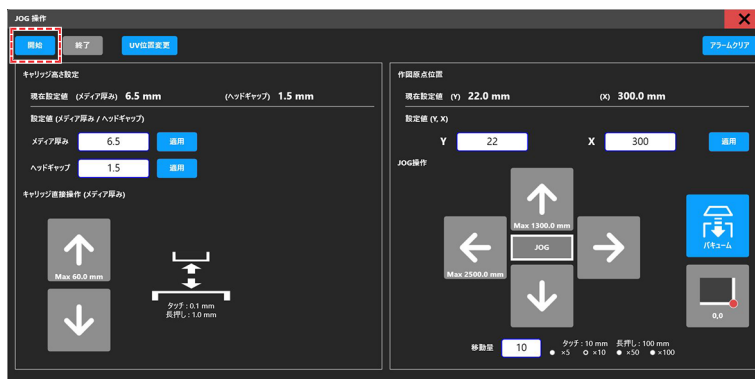 JOG 操作
開始 終了 UV位置変更 アラームクリア
キャリッジ高さ設定
現在設定値 (メディア厚み) 6.5 mm (ヘッドギャップ) 1.5 mm
設定値 (メディア厚み / ヘッドギャップ)
メディア厚み 6.5 適用
ヘッドギャップ 1.5 適用
キャリッジ直接操作 (メディア厚み)
Max 60.0 mm
タッチ : 0.1 mm
長押し : 1.0 mm
作図原点位置
現在設定値 (Y) 22.0 mm (X) 300.0 mm
設定値 (Y, X)
Y 22 X 300 適用
JOG操作
Max 1300.0 mm
JOG
Max 2500.0 mm
バキューム
0,0
移動量 10 タッチ : 10 mm 長押し : 100 mm
×5 ×10 ×50 ×100